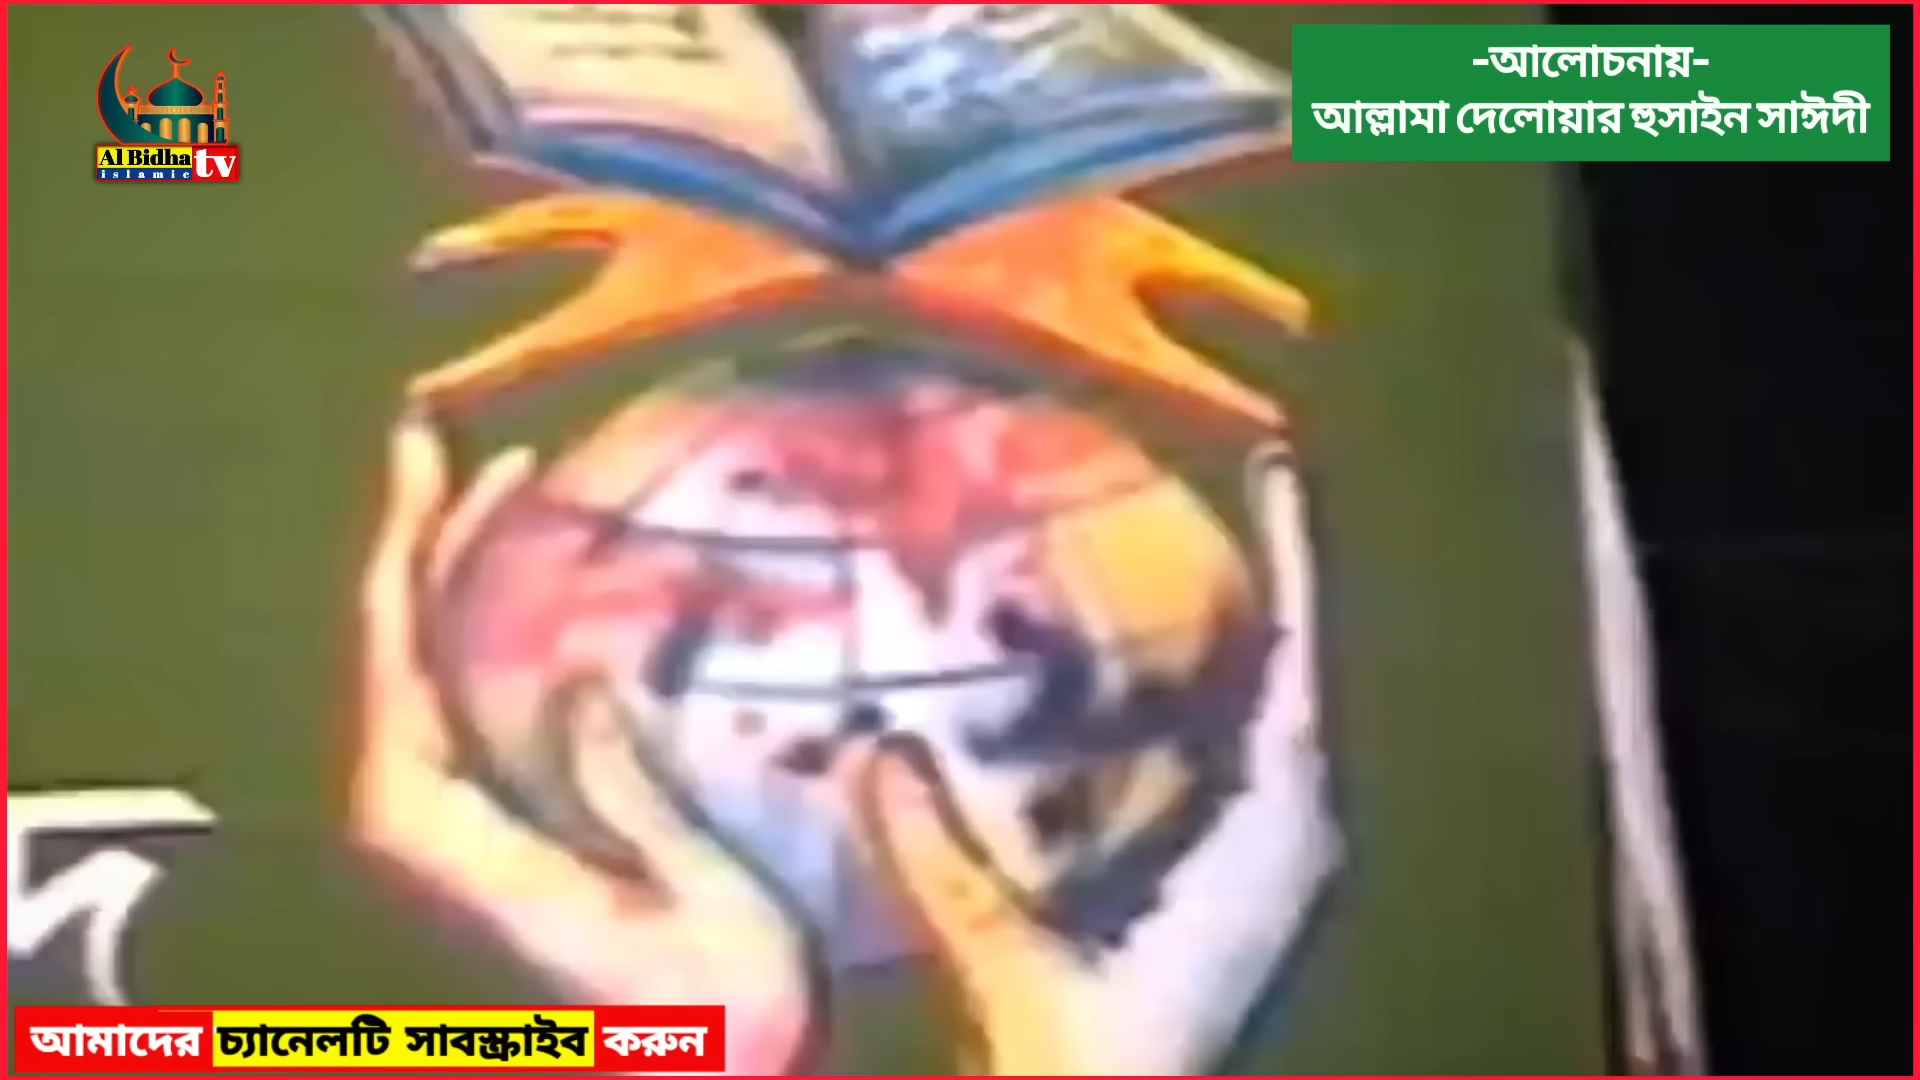 -আলোচনায়-
আল্লামা দেলোয়ার হুসাইন সাঈদী
Al Bidha tv
islamic
দ
আমাদের চ্যানেলটি সাবস্ক্রাইব করুন